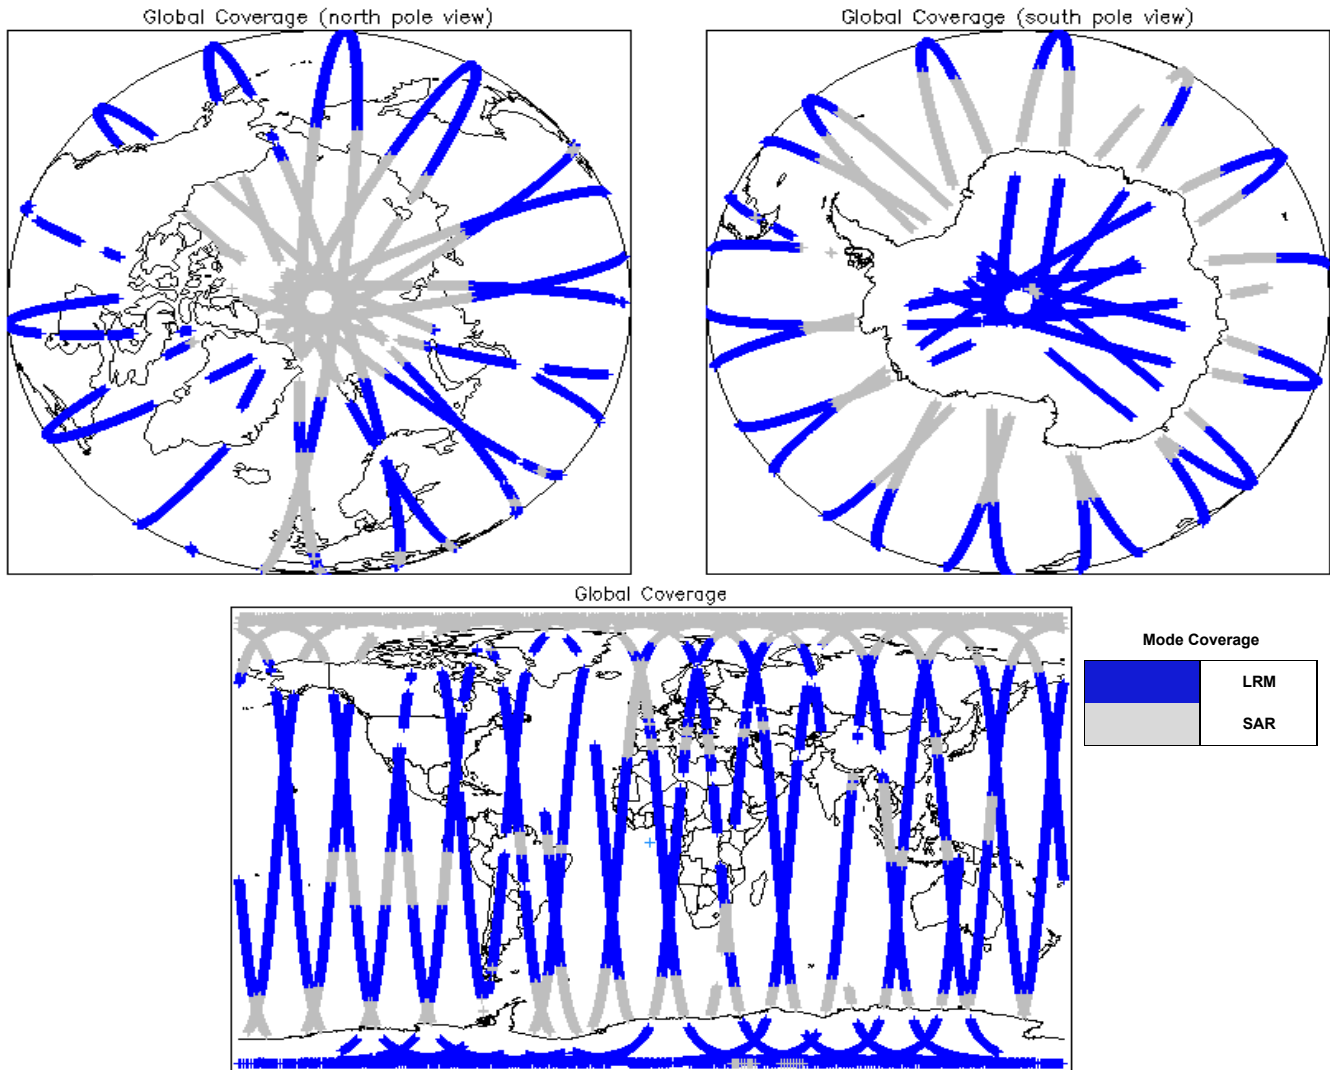 Global Coverage (north pole view)
Global Coverage (south pole view)
Global Coverage
Mode Coverage
LRM
SAR